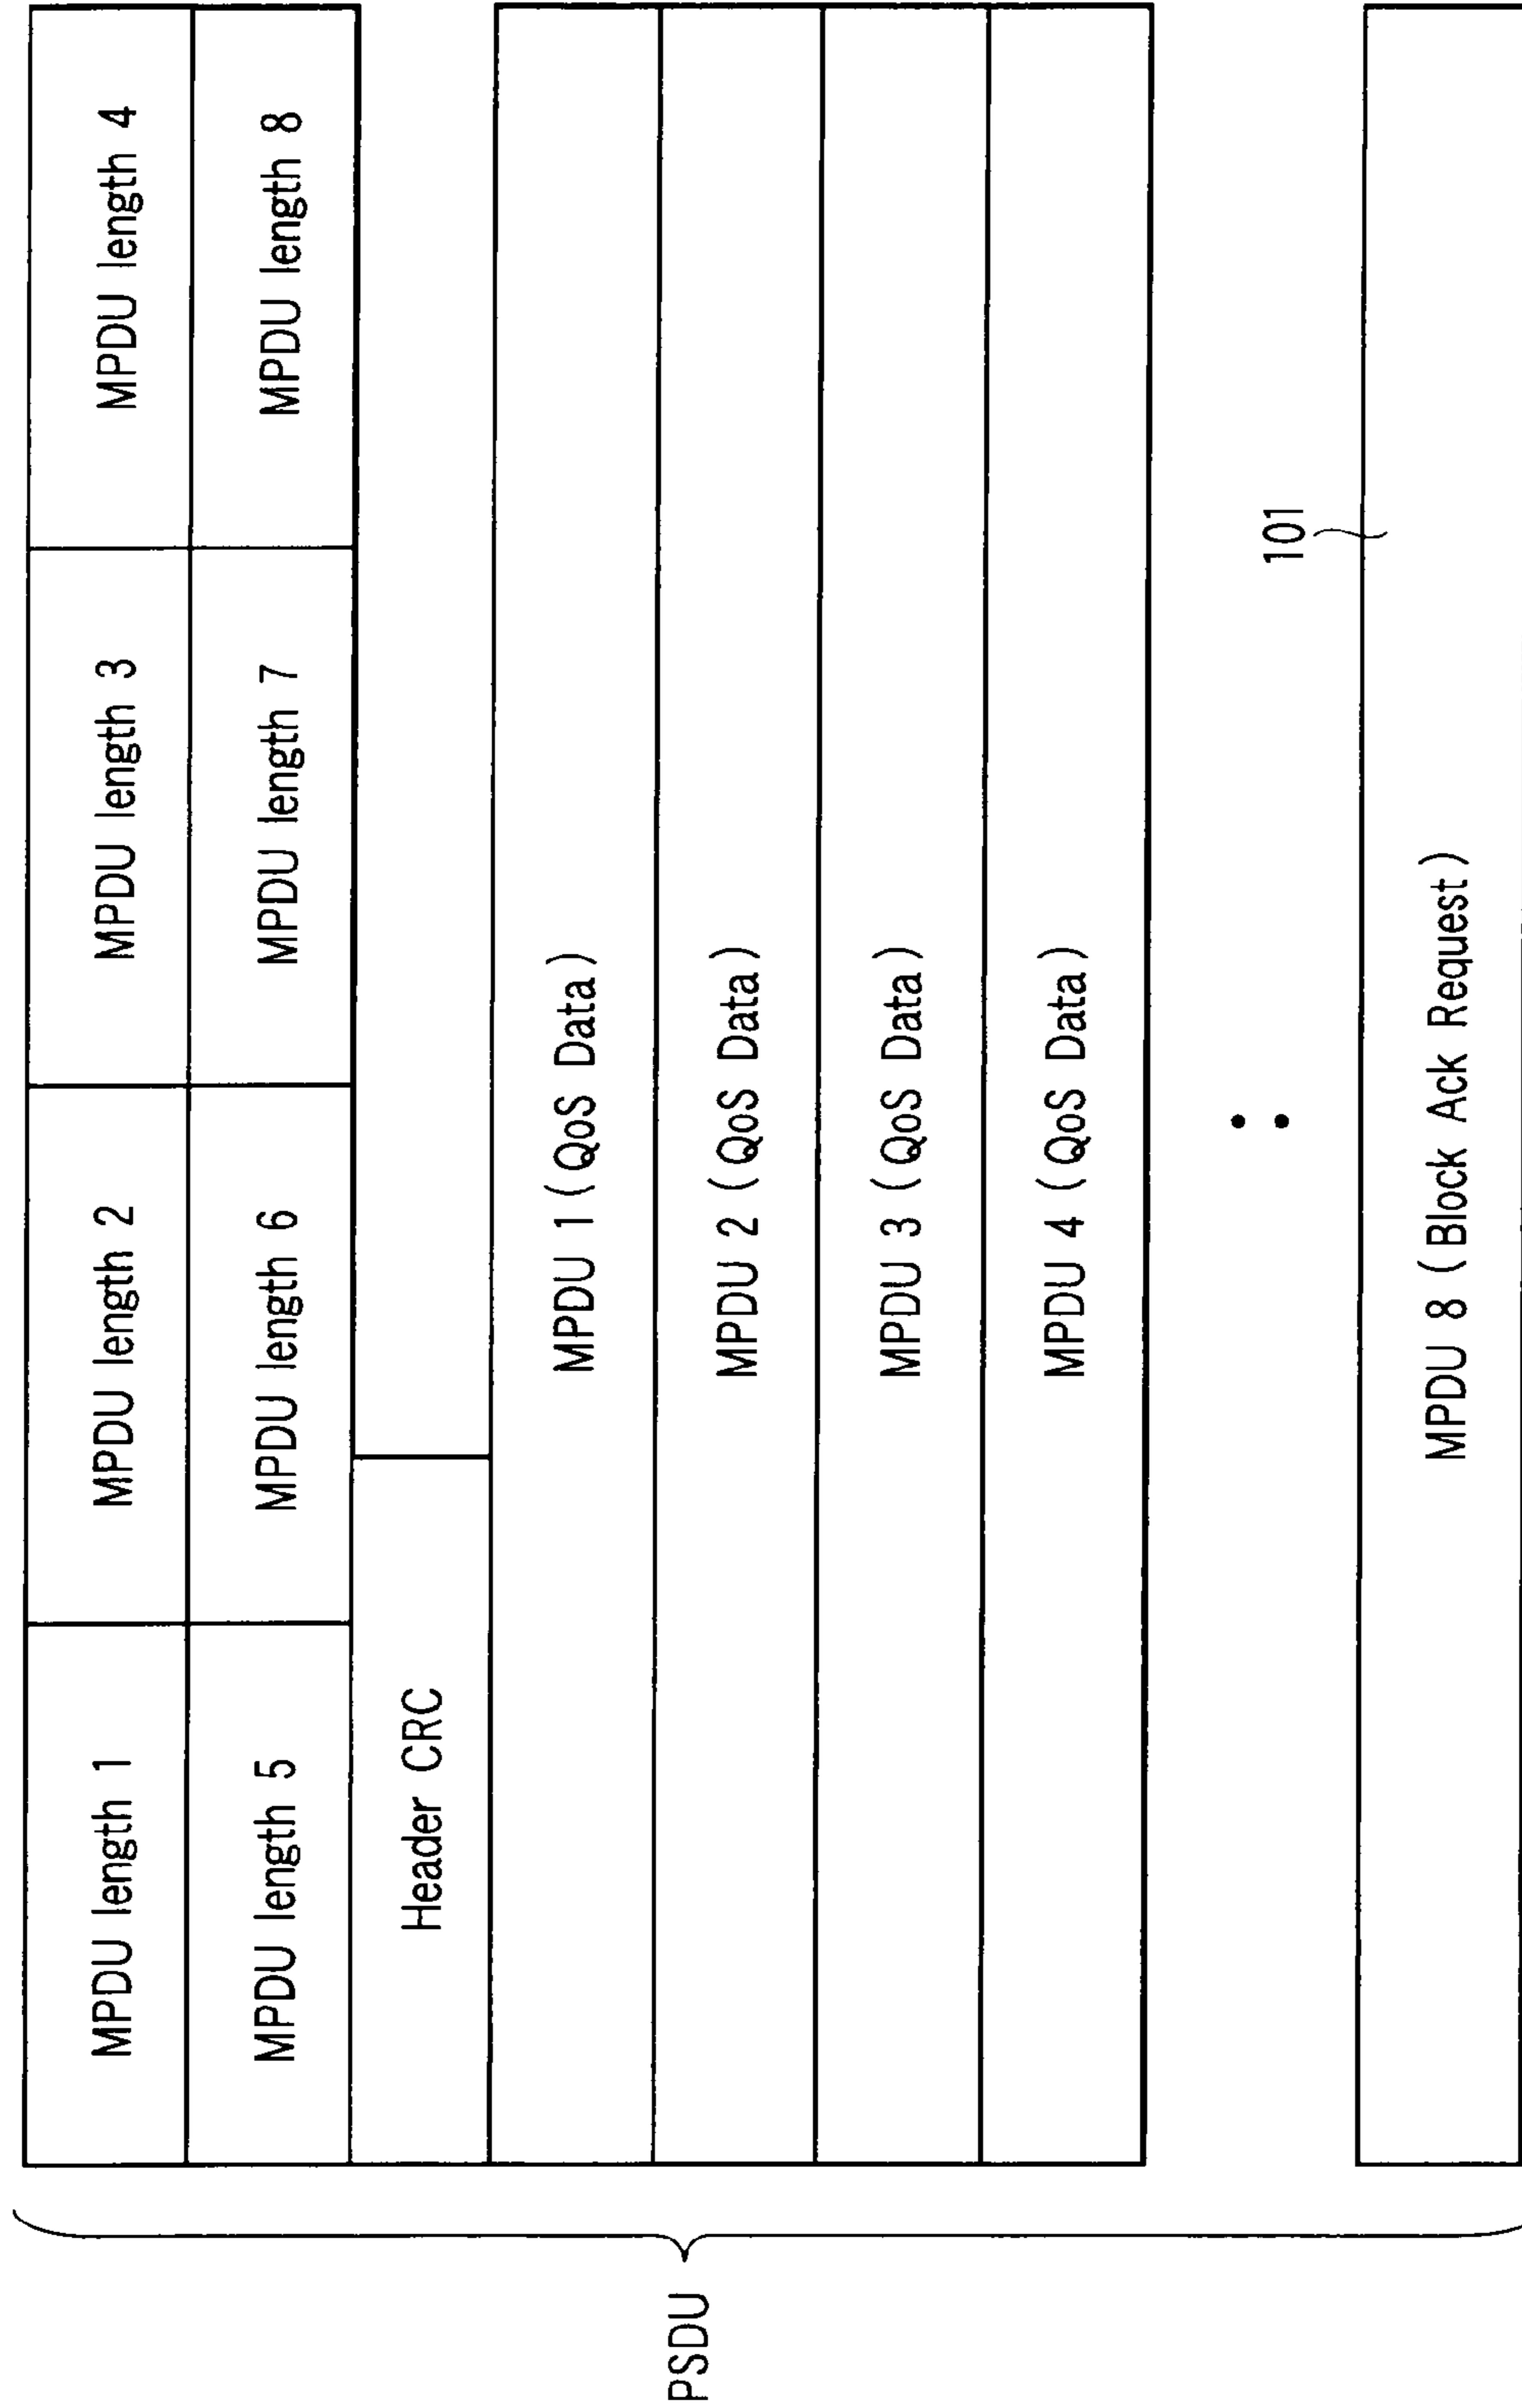 PSDU
MPDU length 1
MPDU length 2
MPDU length 3
MPDU length 4
MPDU length 5
MPDU length 6
MPDU length 7
MPDU length 8
Header CRC
MPDU 1 (QoS Data)
MPDU 2 (QoS Data)
MPDU 3 (QoS Data)
MPDU 4 (QoS Data)
101
MPDU 8 (Block Ack Request)